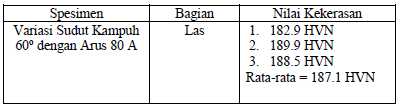 Spesimen Bagian Nilai Kekerasan
Variasi Sudut Kampuh Las 1. 182.9 HVN
60º dengan Arus 80 A 2. 189.9 HVN
3. 188.5 HVN
Rata-rata = 187.1 HVN